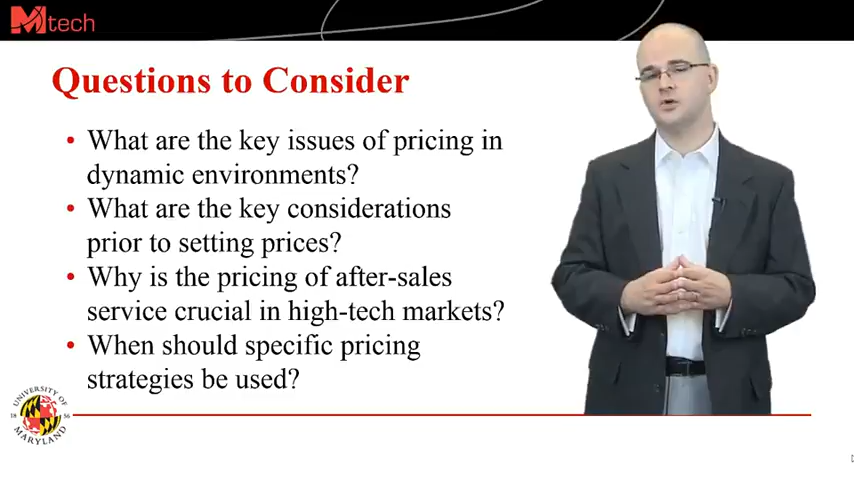 Mtech
Questions to Consider
• What are the key issues of pricing in
dynamic environments?
• What are the key considerations
prior to setting prices?
• Why is the pricing of after-sales
service crucial in high-tech markets?
• When should specific pricing
strategies be used?
UNIVERSITY OF
18 56
MARYLAND